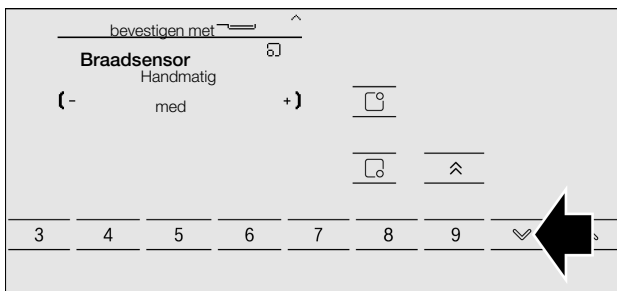 bevestigen met
Braadsensor
Handmatig
- med +
3 4 5 6 7 8 9